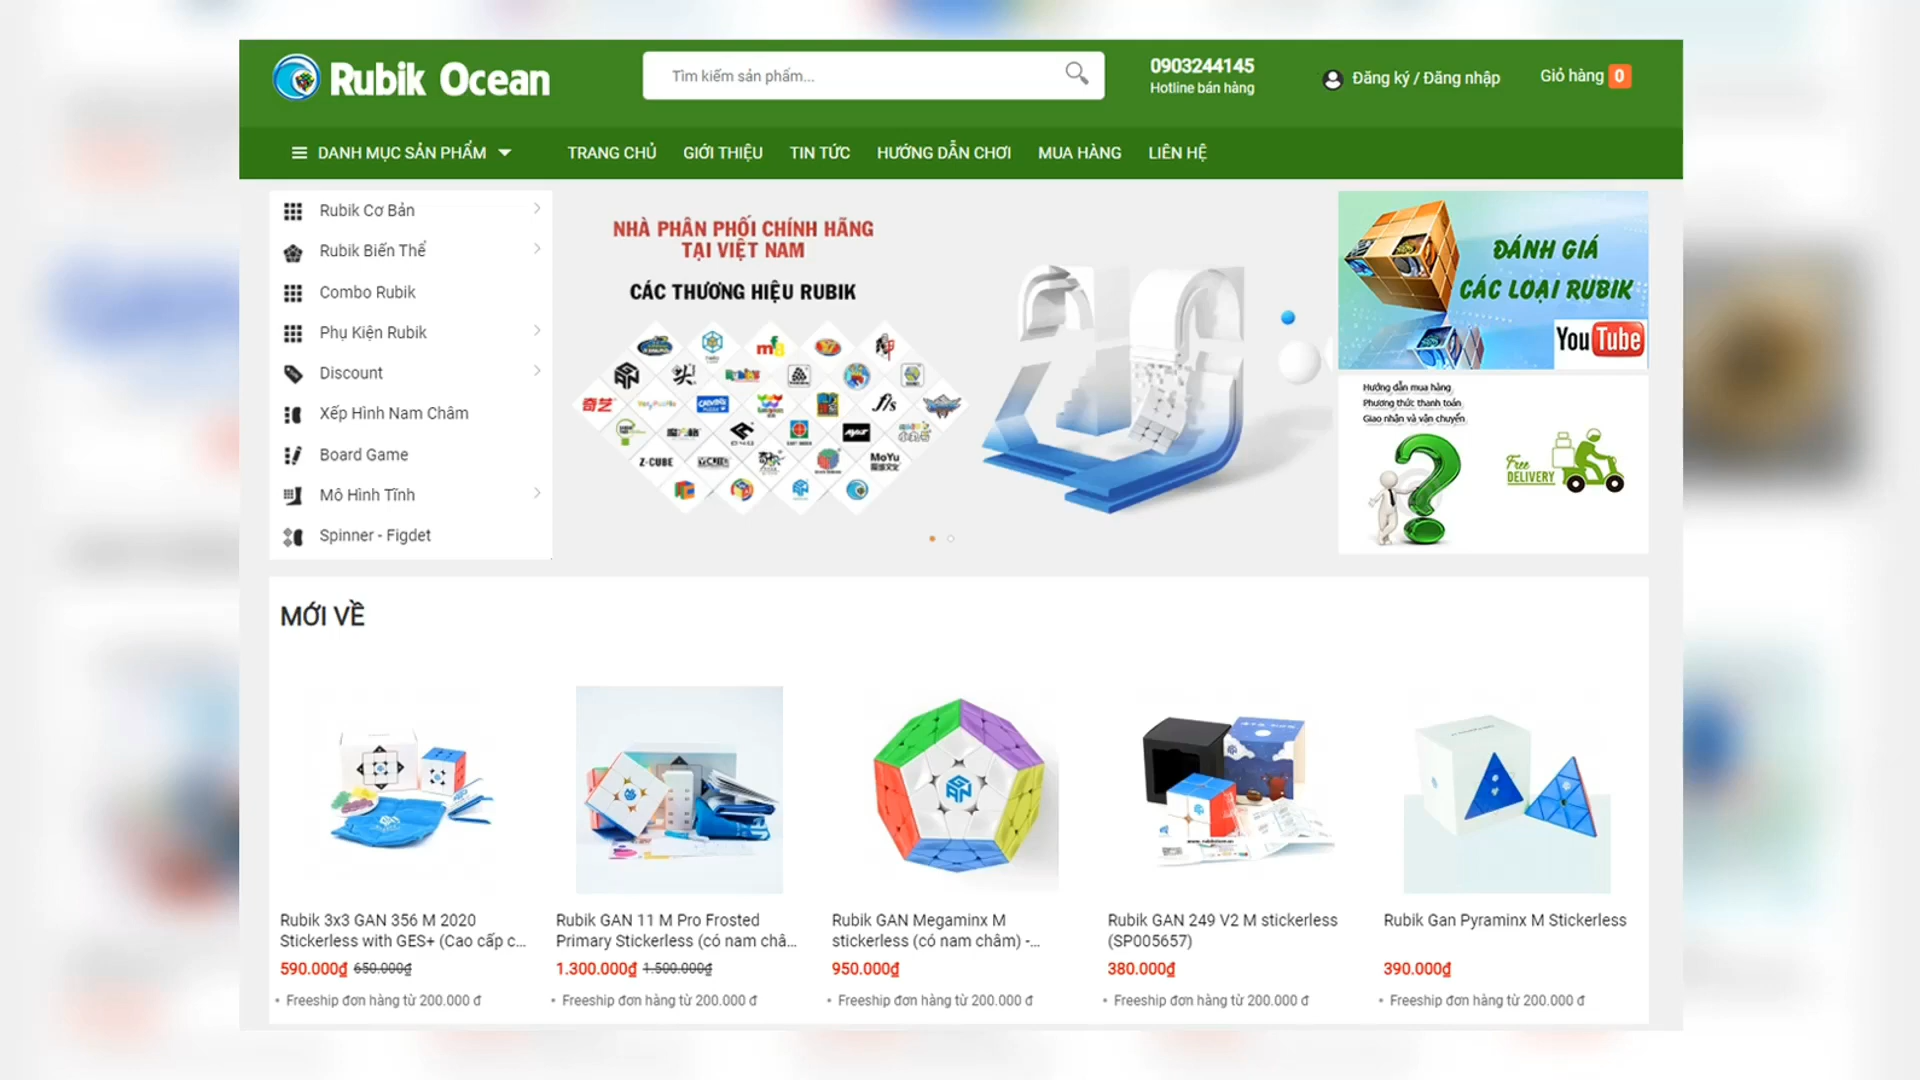 Rubik Ocean
Tìm kiếm sản phẩm...
0903244145
Hotline bán hàng
Đăng ký / Đăng nhập
Giỏ hàng 0
DANH MỤC SẢN PHẨM
TRANG CHỦ
GIỚI THIỆU
TIN TỨC
HƯỚNG DẪN CHƠI
MUA HÀNG
LIÊN HỆ
Rubik Cơ Bản
Rubik Biến Thể
Combo Rubik
Phụ Kiện Rubik
Discount
Xếp Hình Nam Châm
Board Game
Mô Hình Tĩnh
Spinner - Figdet
NHÀ PHÂN PHỐI CHÍNH HÃNG
TẠI VIỆT NAM
CÁC THƯƠNG HIỆU RUBIK
GAN
奇艺
f/s
Z-CUBE
MoYu
ĐÁNH GIÁ
CÁC LOẠI RUBIK
YouTube
Hướng dẫn mua hàng
Phương thức thanh toán
Giao nhận và vận chuyển
Free
DELIVERY
MỚI VỀ
GAN
Rubik 3x3 GAN 356 M 2020
Stickerless with GES+ (Cao cấp c...
590.000₫ 650.000₫
Freeship đơn hàng từ 200.000 đ
Rubik GAN 11 M Pro Frosted
Primary Stickerless (có nam châ...
1.300.000₫ 1.500.000₫
Freeship đơn hàng từ 200.000 đ
Rubik GAN Megaminx M
stickerless (có nam châm) -...
950.000₫
Freeship đơn hàng từ 200.000 đ
Rubik GAN 249 V2 M stickerless
(SP005657)
380.000₫
Freeship đơn hàng từ 200.000 đ
Rubik Gan Pyraminx M Stickerless
390.000₫
Freeship đơn hàng từ 200.000 đ